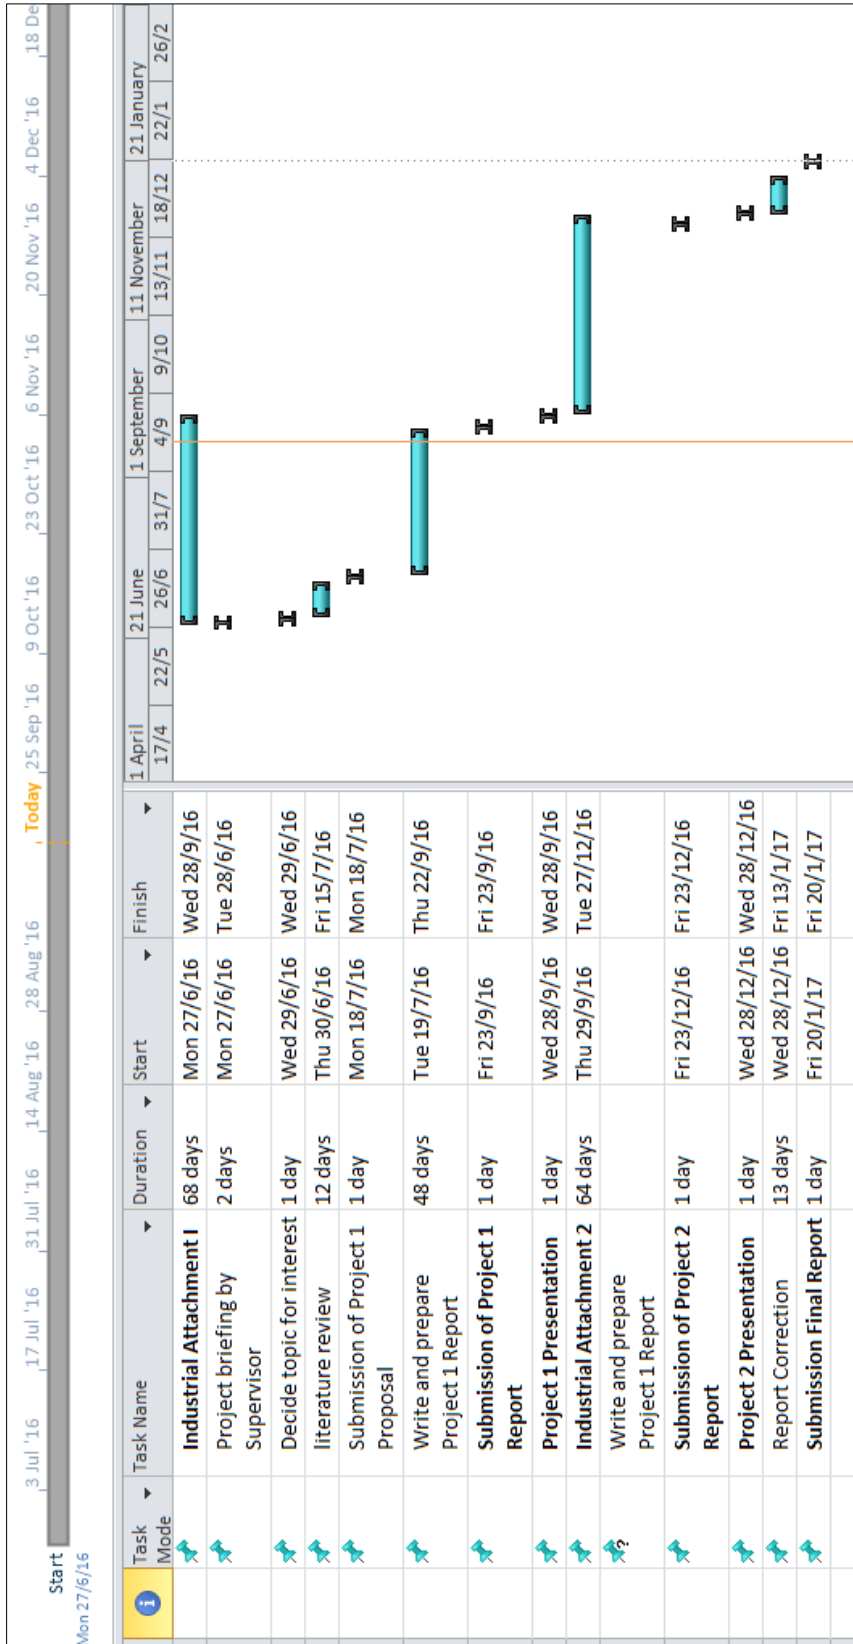 3 Jul '16 17 Jul '16 31 Jul '16 14 Aug '16 28 Aug '16 Today 25 Sep '16 9 Oct '16 23 Oct '16 6 Nov '16 20 Nov '16 4 Dec '16 18 De
Start
Mon 27/6/16
Task Mode Task Name Duration Start Finish
1 April 21 June 1 September 11 November 21 January
17/4 22/5 26/6 31/7 4/9 9/10 13/11 18/12 22/1 26/2
Industrial Attachment I 68 days Mon 27/6/16 Wed 28/9/16
Project briefing by 2 days Mon 27/6/16 Tue 28/6/16
Supervisor
Decide topic for interest 1 day Wed 29/6/16 Wed 29/6/16
literature review 12 days Thu 30/6/16 Fri 15/7/16
Submission of Project 1 1 day Mon 18/7/16 Mon 18/7/16
Proposal
Write and prepare 48 days Tue 19/7/16 Thu 22/9/16
Project 1 Report
Submission of Project 1 1 day Fri 23/9/16 Fri 23/9/16
Report
Project 1 Presentation 1 day Wed 28/9/16 Wed 28/9/16
Industrial Attachment 2 64 days Thu 29/9/16 Tue 27/12/16
Write and prepare
Project 1 Report
Submission of Project 2 1 day Fri 23/12/16 Fri 23/12/16
Report
Project 2 Presentation 1 day Wed 28/12/16 Wed 28/12/16
Report Correction 13 days Wed 28/12/16 Fri 13/1/17
Submission Final Report 1 day Fri 20/1/17 Fri 20/1/17